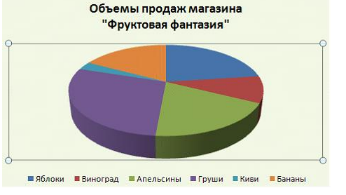 Объемы продаж магазина
"Фруктовая фантазия"
Яблоки Виноград Апельсины Груши Киви Бананы